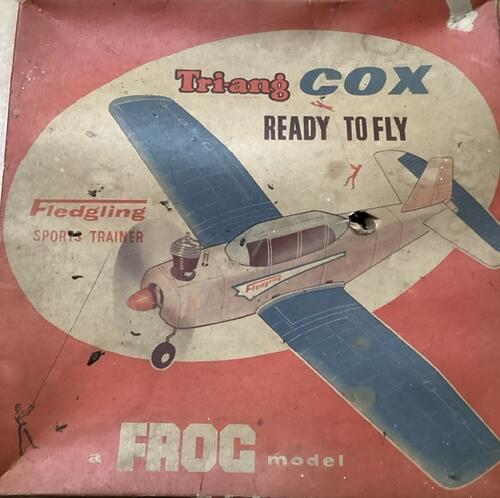 Tri-ang COX
READY TO FLY
Fledgling
SPORTS TRAINER
Fledgling
a FROG model